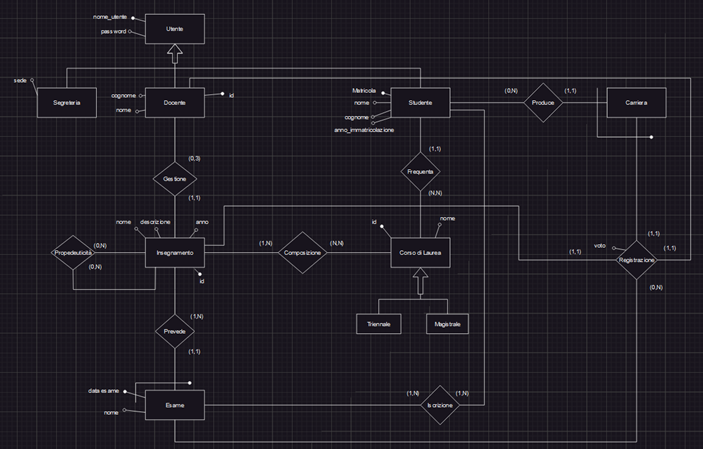 nome_utente
password
Utente
sede
Segreteria
cognome
nome
Docente
id
Matricola
nome
cognome
anno_immatricolazione
Studente
(0,N)
Produce
(1,1)
Carriera
(0,3)
Gestione
(1,1)
(1,1)
Frequenta
(N,N)
nome
descrizione
anno
id
nome
(0,N)
Propedeuticità
(0,N)
Insegnamento
id
(1,N)
Composizione
(N,N)
Corso di Laurea
(1,1)
voto
(1,1)
(1,1)
Registrazione
(0,N)
Triennale
Magistrale
(1,N)
Prevede
(1,1)
data esame
nome
Esame
(1,N)
Iscrizione
(1,N)